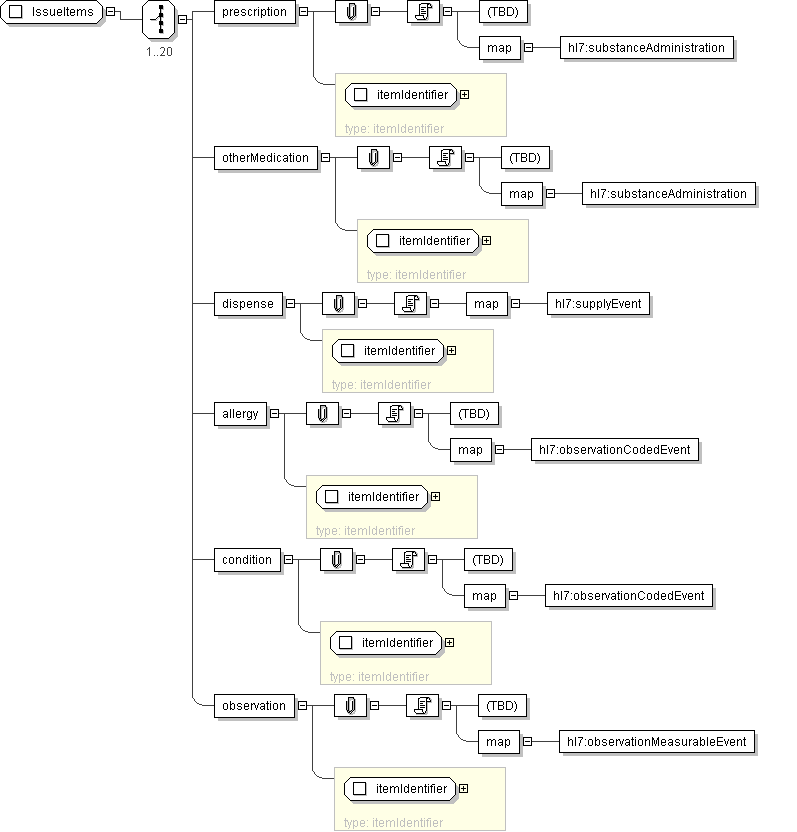 IssueItems
1..20
prescription
(TBD)
map
hl7:substanceAdministration
itemIdentifier
type: itemIdentifier
otherMedication
(TBD)
map
hl7:substanceAdministration
itemIdentifier
type: itemIdentifier
dispense
map
hl7:supplyEvent
itemIdentifier
type: itemIdentifier
allergy
(TBD)
map
hl7:observationCodedEvent
itemIdentifier
type: itemIdentifier
condition
(TBD)
map
hl7:observationCodedEvent
itemIdentifier
type: itemIdentifier
observation
(TBD)
map
hl7:observationMeasurableEvent
itemIdentifier
type: itemIdentifier